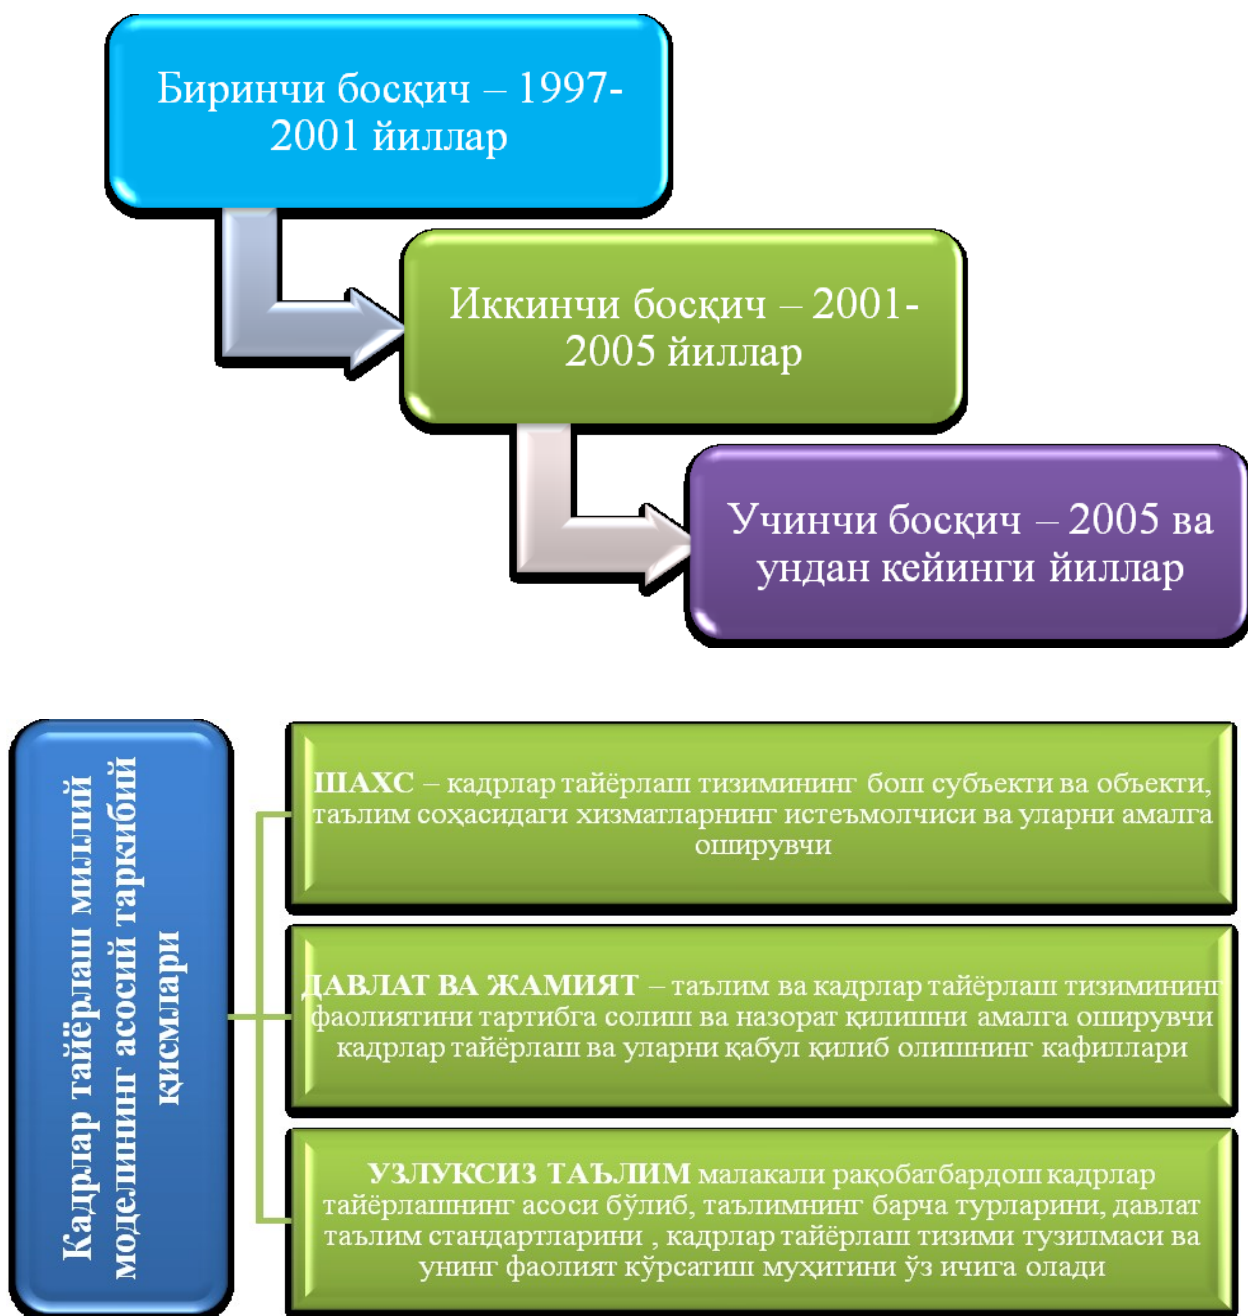 Биринчи босқич – 1997-
2001 йиллар
Иккинчи босқич – 2001-
2005 йиллар
Учинчи босқич – 2005 ва
ундан кейинги йиллар
Кадрлар тайёрлаш миллий
моделининг асосий таркибий
қисмлари
ШАХС – кадрлар тайёрлаш тизимининг бош субъекти ва объекти,
таълим соҳасидаги хизматларнинг истеъмолчиси ва уларни амалга
оширувчи
ДАВЛАТ ВА ЖАМИЯТ – таълим ва кадрлар тайёрлаш тизимининг
фаолиятини тартибга солиш ва назорат қилишни амалга оширувчи
кадрлар тайёрлаш ва уларни қабул қилиб олишнинг кафиллари
УЗЛУКСИЗ ТАЪЛИМ малакали рақобатбардош кадрлар
тайёрлашнинг асоси бўлиб, таълимнинг барча турларини, давлат
таълим стандартларини , кадрлар тайёрлаш тизими тузилмаси ва
унинг фаолият кўрсатиш муҳитини ўз ичига олади